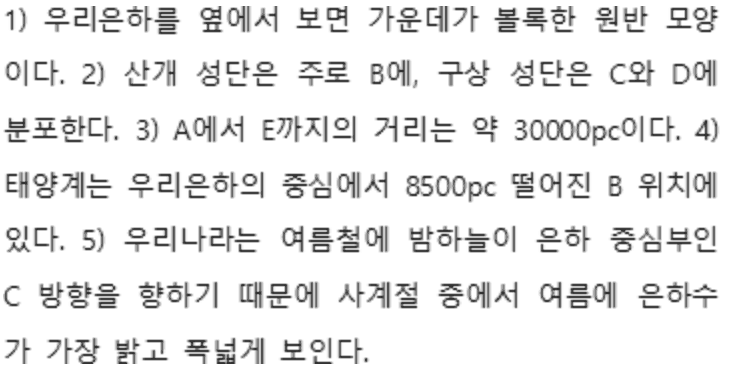 1) 우리은하를 옆에서 보면 가운데가 볼록한 원반 모양
이다. 2) 산개 성단은 주로 B에, 구상 성단은 C와 D에
분포한다. 3) A에서 E까지의 거리는 약 30000pc이다. 4)
태양계는 우리은하의 중심에서 8500pc 떨어진 B 위치에
있다. 5) 우리나라는 여름철에 밤하늘이 은하 중심부인
C 방향을 향하기 때문에 사계절 중에서 여름에 은하수
가 가장 밝고 폭넓게 보인다.